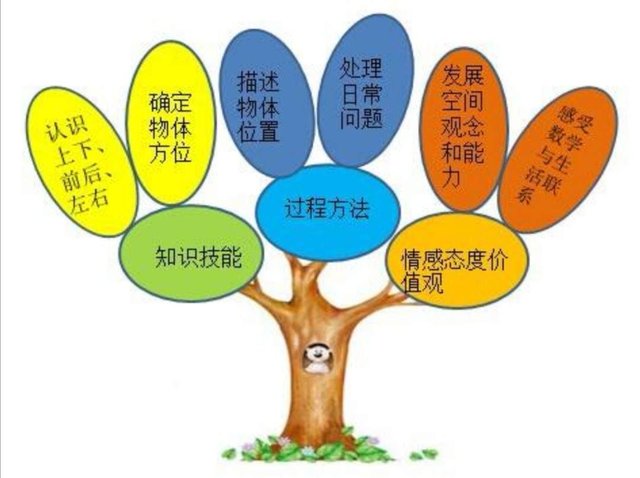 认识
上下、
前后、
左右
确定
物体
方位
描述
物体
位置
处理
日常
问题
发展
空间
观念
和能
力
感受
数学
与生
活联
系
知识技能
过程方法
情感态度价
值观